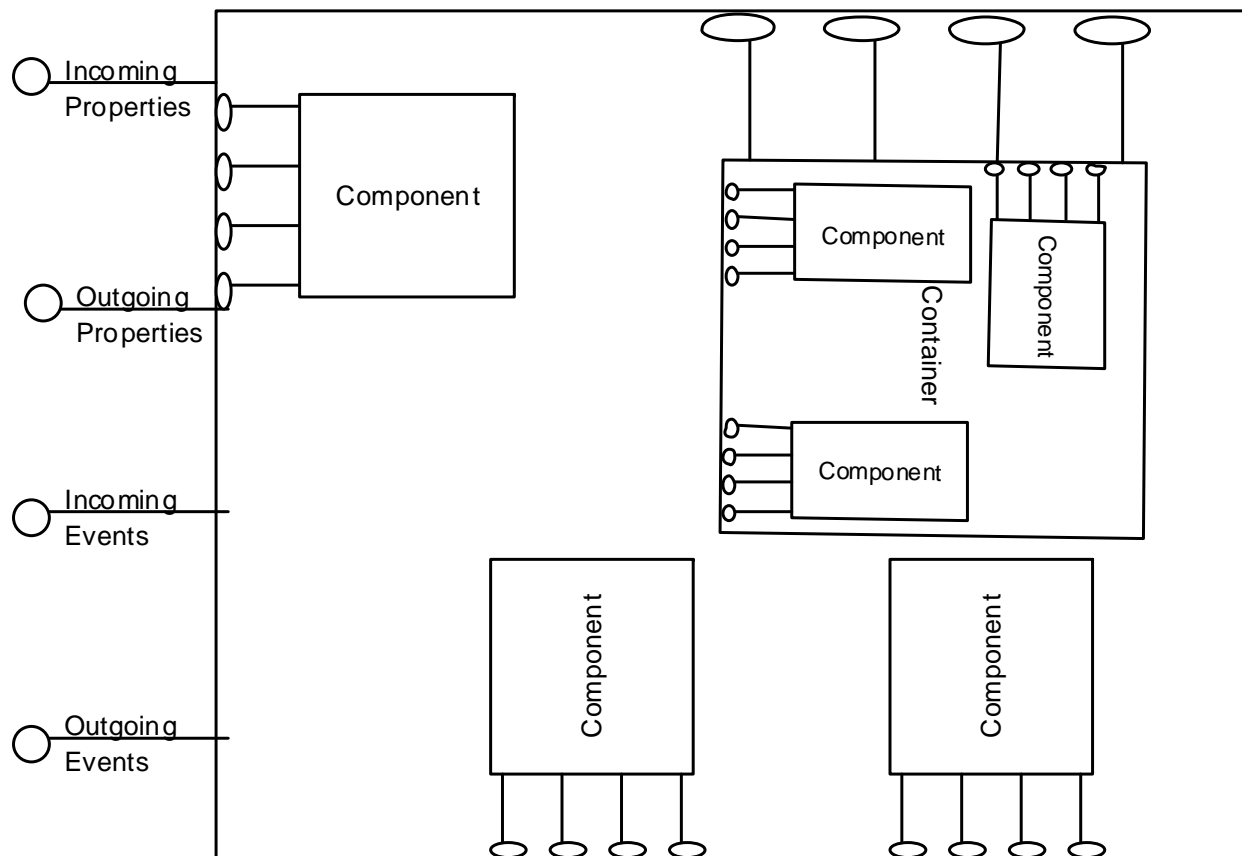 Incoming
Properties
Component
Outgoing
Properties
Component
Component
Container
Component
Incoming
Events
Component
Component
Outgoing
Events